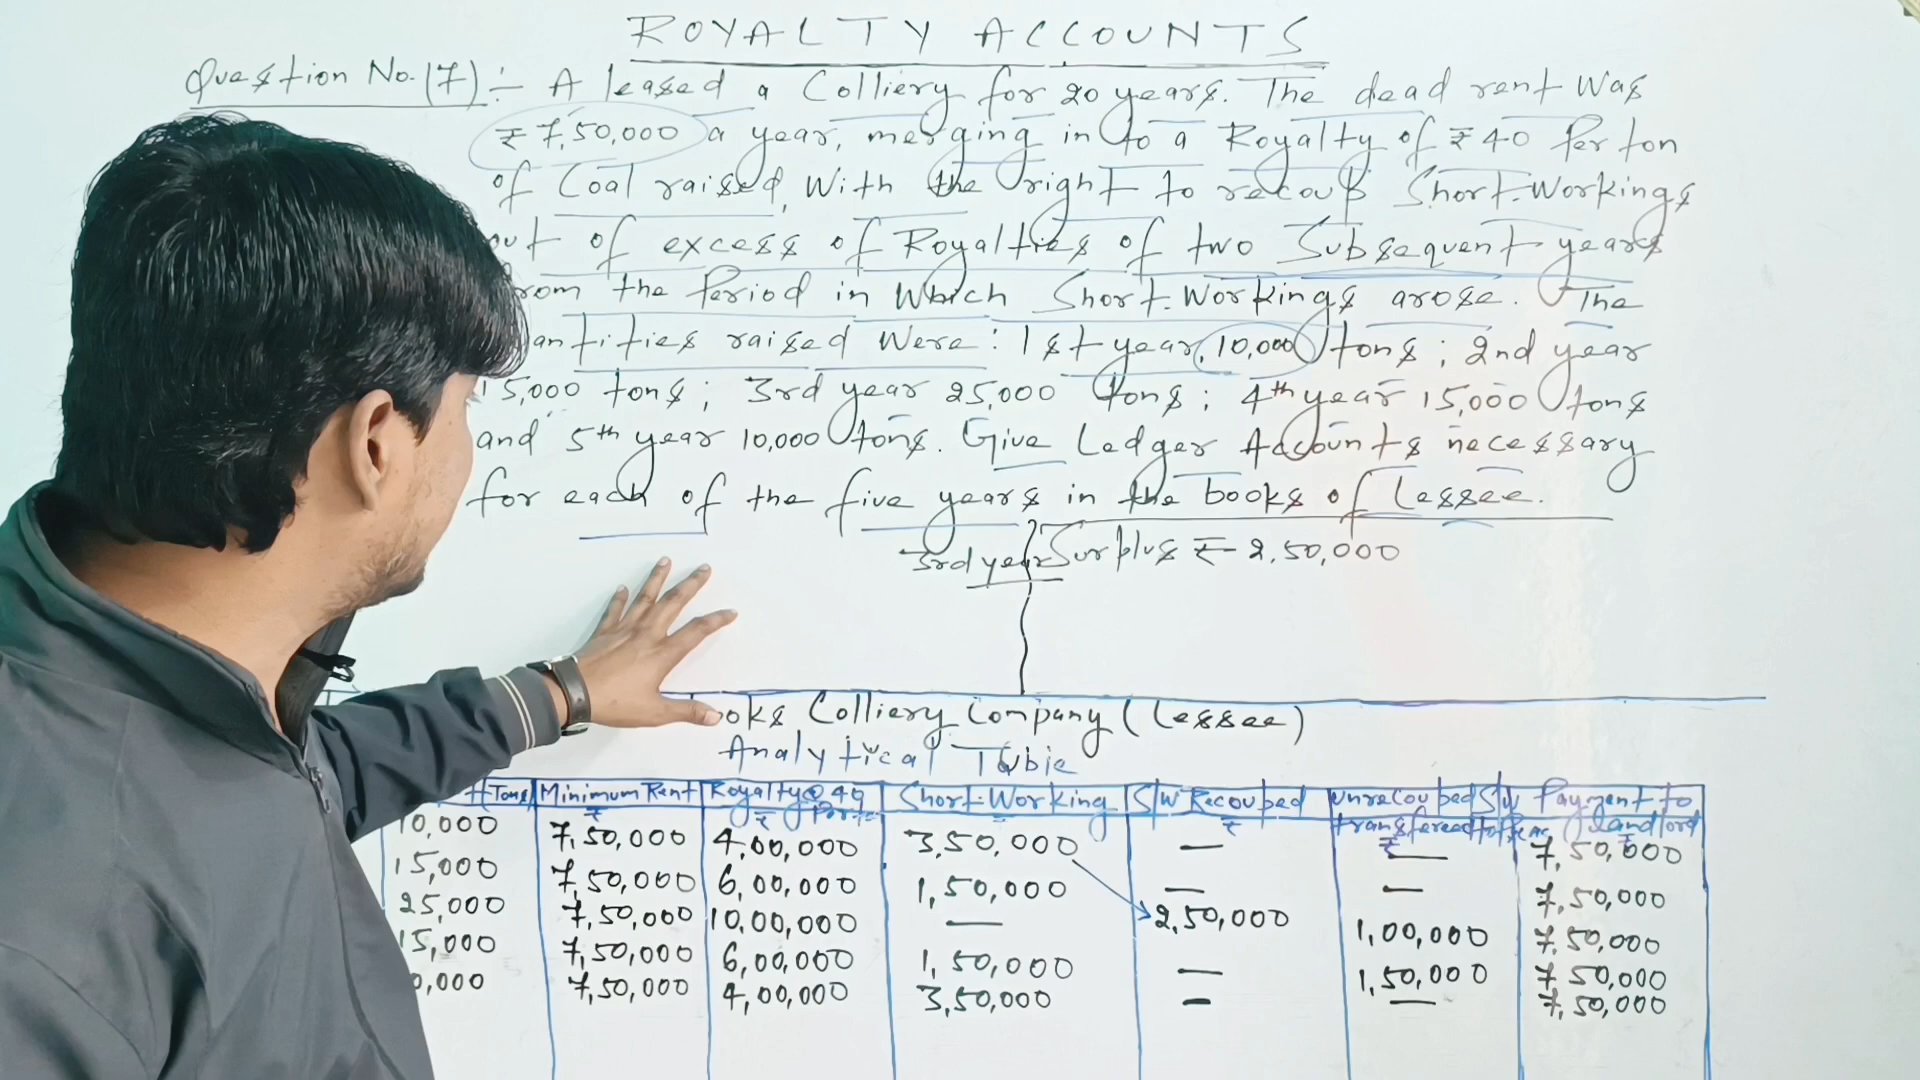 ROYALTY ACCOUNTS
Question No. (7) :- A leased a Colliery for 20 years. The dead rent was
₹ 7,50,000 a year, merging in to a Royalty of ₹ 40 Per ton
of Coal raised, With the right to recoup Short-Workings
of excess of Royalties of two Subsequent years
the Period in Which Short-Workings arose. The
raised Were: 1st year, 10,000 tons; 2nd year
15,000 tons; 3rd year 25,000 tons; 4th year 15,000 tons
and 5th year 10,000 tons. Give Ledger Accounts necessary
for each of the five years in the books of Lessee.
3rd year Surplus ₹ - 2,50,000
Colliery Company (Lessee)
Analytical Table
(Tons) Minimum Rent ₹ Royalty @ 40 ₹ Per Short-Working S/W Recouped ₹ Unrecouped S/W ₹ Payment to landlord ₹
10,000 7,50,000 4,00,000 3,50,000 — — 7,50,000
15,000 7,50,000 6,00,000 1,50,000 — — 7,50,000
25,000 7,50,000 10,00,000 — 2,50,000 1,00,000 7,50,000
15,000 7,50,000 6,00,000 1,50,000 — 1,50,000 7,50,000
0,000 7,50,000 4,00,000 3,50,000 — — 7,50,000